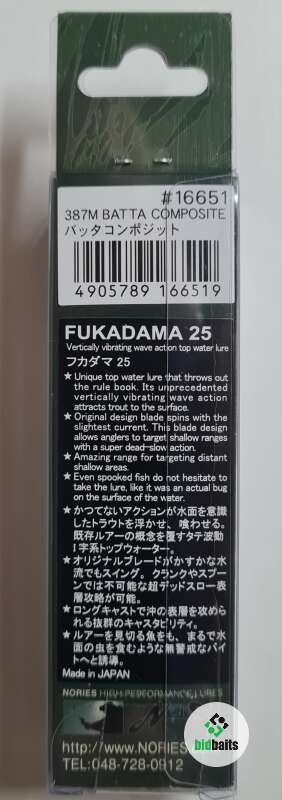 #16651
387M BATTA COMPOSITE
バッタコンポジット
4905789 166519
FUKADAMA 25
Vertically vibrating wave action top water lure
フカダマ 25
★ Unique top water lure that throws out
the rule book. Its unprecedented
vertically vibrating wave action
attracts trout to the surface.
★ Original design blade spins with the
slightest current. This blade design
allows anglers to target shallow ranges
with a super dead-slow action.
★ Amazing range for targeting distant
shallow areas.
★ Even spooked fish do not hesitate to
take the lure, like it was an actual bug
on the surface of the water.
★ かつてないアクションが水面を意識
したトラウトを浮かせ、喰わせる。
既存ルアーの概念を覆すタテ波動
I字系トップウォーター。
★ オリジナルブレードがかすかな水
流でもスイング。クランクやスプー
ンでは不可能な超デッドスロー表
層攻略が可能。
★ ロングキャストで沖の表層を攻めら
れる抜群のキャスタビリティ。
★ ルアーを見切る魚をも、まるで水
面の虫を食むような無警戒なバイ
トへと誘導。
Made in JAPAN
NORIES HIGH PERFORMANCE LURES
http://www.NORIES
TEL:048-728-0912
bidbaits